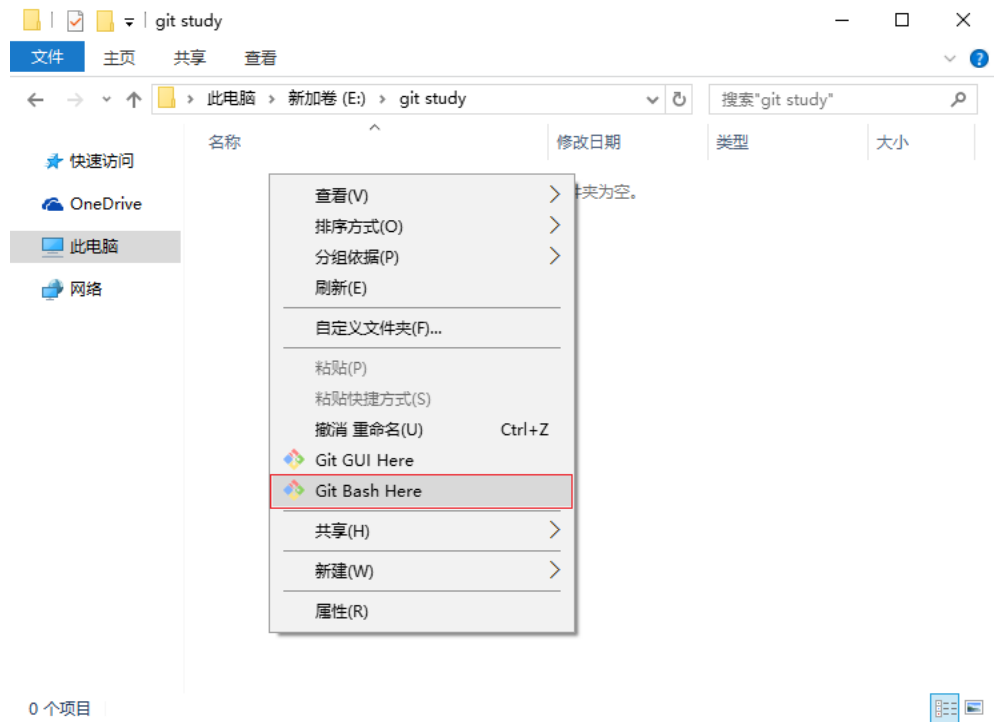 git study
文件 主页 共享 查看
此电脑 新加卷 (E:) git study 搜索"git study"
名称 修改日期 类型 大小
快速访问
OneDrive
此电脑
网络
夹为空。
查看(V)
排序方式(O)
分组依据(P)
刷新(E)
自定义文件夹(F)...
粘贴(P)
粘贴快捷方式(S)
撤消 重命名(U) Ctrl+Z
Git GUI Here
Git Bash Here
共享(H)
新建(W)
属性(R)
0 个项目